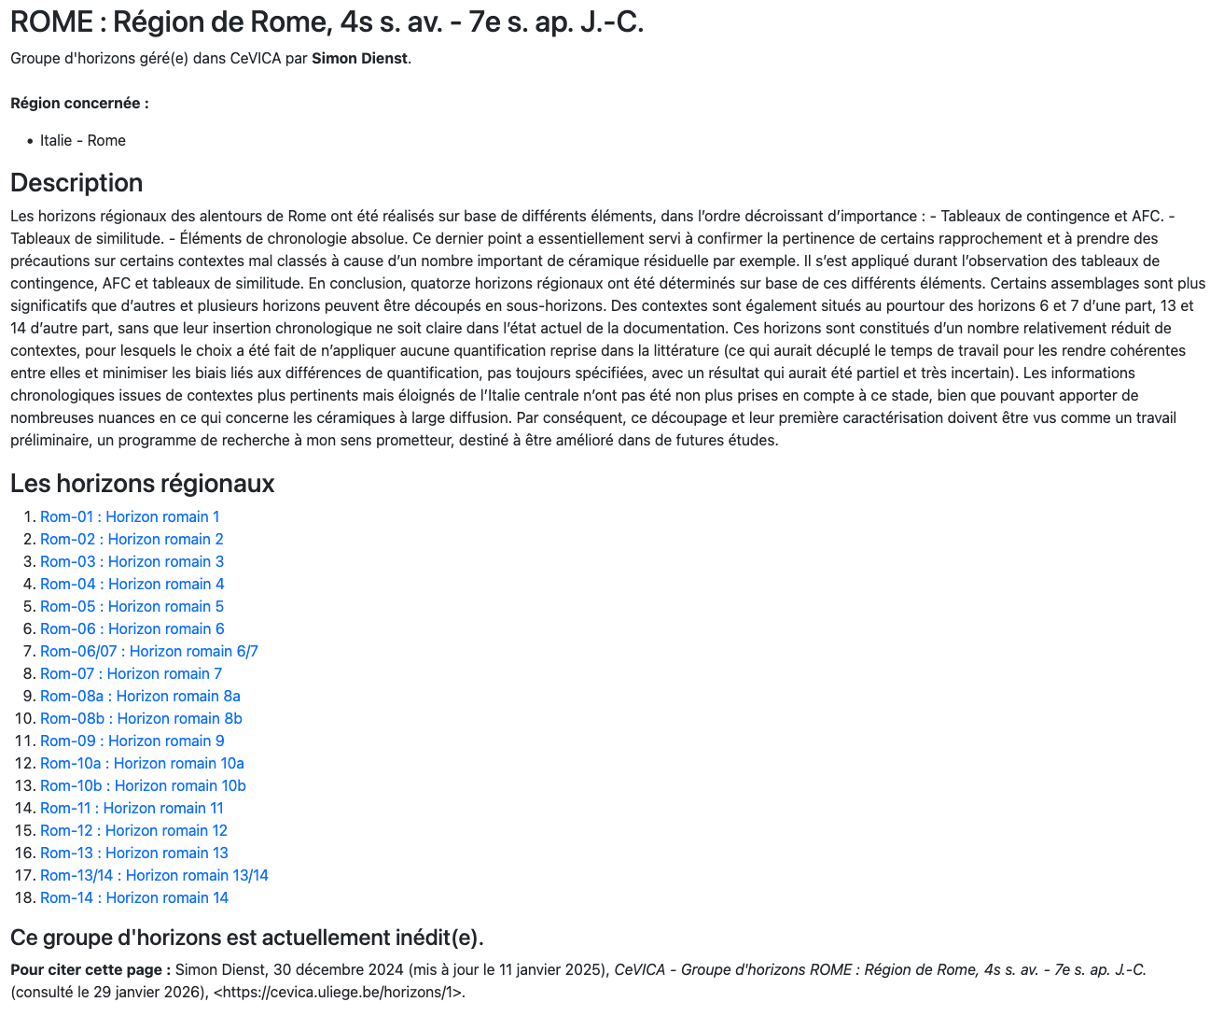 ROME : Région de Rome, 4s s. av. - 7e s. ap. J.-C.
Groupe d'horizons géré(e) dans CeVICA par Simon Dienst.
Région concernée :
• Italie - Rome
Description
Les horizons régionaux des alentours de Rome ont été réalisés sur base de différents éléments, dans l’ordre décroissant d’importance : - Tableaux de contingence et AFC. -
Tableaux de similitude. - Éléments de chronologie absolue. Ce dernier point a essentiellement servi à confirmer la pertinence de certains rapprochement et à prendre des
précautions sur certains contextes mal classés à cause d’un nombre important de céramique résiduelle par exemple. Il s’est appliqué durant l’observation des tableaux de
contingence, AFC et tableaux de similitude. En conclusion, quatorze horizons régionaux ont été déterminés sur base de ces différents éléments. Certains assemblages sont plus
significatifs que d’autres et plusieurs horizons peuvent être découpés en sous-horizons. Des contextes sont également situés au pourtour des horizons 6 et 7 d’une part, 13 et
14 d’autre part, sans que leur insertion chronologique ne soit claire dans l’état actuel de la documentation. Ces horizons sont constitués d’un nombre relativement réduit de
contextes, pour lesquels le choix a été fait de n’appliquer aucune quantification reprise dans la littérature (ce qui aurait décuplé le temps de travail pour les rendre cohérentes
entre elles et minimiser les biais liés aux différences de quantification, pas toujours spécifiées, avec un résultat qui aurait été partiel et très incertain). Les informations
chronologiques issues de contextes plus pertinents mais éloignés de l’Italie centrale n’ont pas été non plus prises en compte à ce stade, bien que pouvant apporter de
nombreuses nuances en ce qui concerne les céramiques à large diffusion. Par conséquent, ce découpage et leur première caractérisation doivent être vus comme un travail
préliminaire, un programme de recherche à mon sens prometteur, destiné à être amélioré dans de futures études.
Les horizons régionaux
1. Rom-01 : Horizon romain 1
2. Rom-02 : Horizon romain 2
3. Rom-03 : Horizon romain 3
4. Rom-04 : Horizon romain 4
5. Rom-05 : Horizon romain 5
6. Rom-06 : Horizon romain 6
7. Rom-06/07 : Horizon romain 6/7
8. Rom-07 : Horizon romain 7
9. Rom-08a : Horizon romain 8a
10. Rom-08b : Horizon romain 8b
11. Rom-09 : Horizon romain 9
12. Rom-10a : Horizon romain 10a
13. Rom-10b : Horizon romain 10b
14. Rom-11 : Horizon romain 11
15. Rom-12 : Horizon romain 12
16. Rom-13 : Horizon romain 13
17. Rom-13/14 : Horizon romain 13/14
18. Rom-14 : Horizon romain 14
Ce groupe d'horizons est actuellement inédit(e).
Pour citer cette page : Simon Dienst, 30 décembre 2024 (mis à jour le 11 janvier 2025), CeVICA - Groupe d'horizons ROME : Région de Rome, 4s s. av. - 7e s. ap. J.-C.
(consulté le 29 janvier 2026), <https://cevica.uliege.be/horizons/1>.